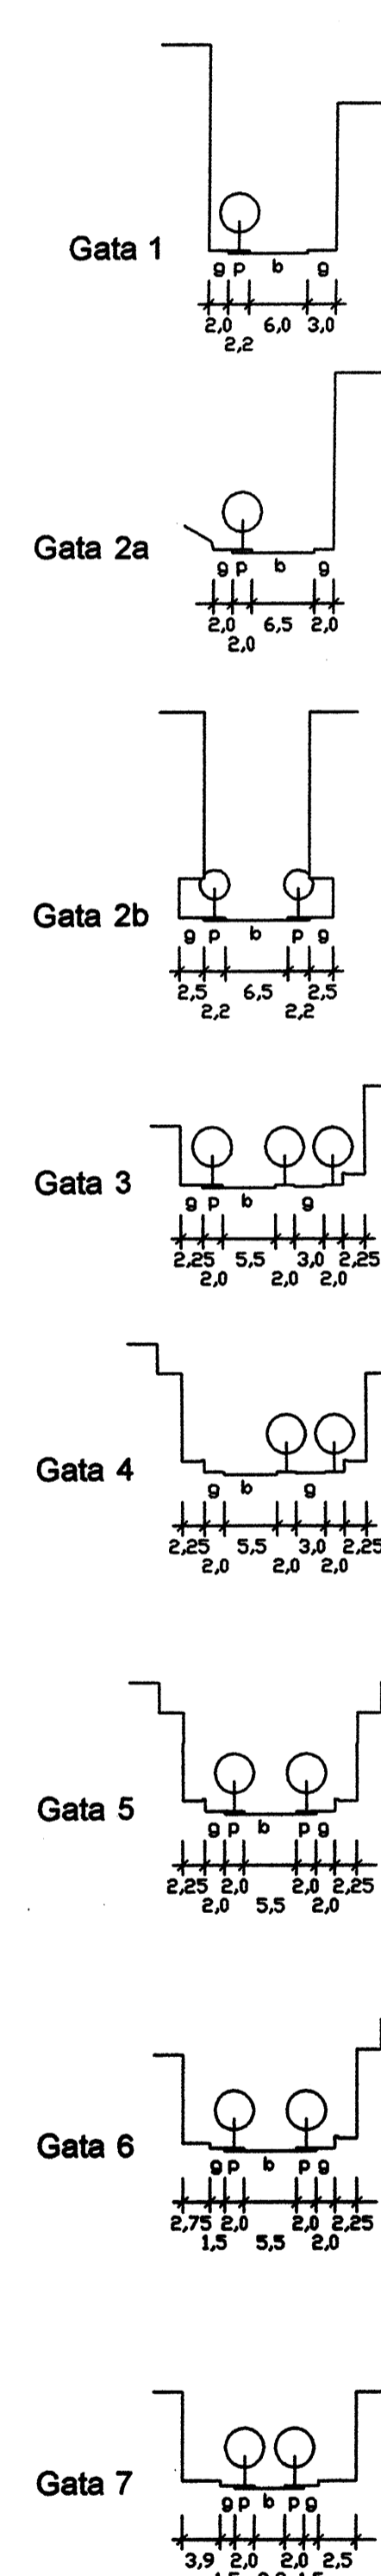 Gata 1
g p b g
2,0 6,0 3,0
2,2
Gata 2a
g p b g
2,0 6,5 2,0
2,0
Gata 2b
g p b p g
2,5 6,5 2,5
2,2 2,2
Gata 3
g p b g
2,25 5,5 3,0 2,25
2,0 2,0 2,0
Gata 4
g b g
2,25 5,5 3,0 2,25
2,0 2,0 2,0
Gata 5
g p b p g
2,25 2,0 2,0 2,25
2,0 5,5 2,0
Gata 6
g p b p g
2,75 2,0 2,0 2,25
1,5 5,5 2,0
Gata 7
g p b p g
3,9 2,0 2,0 2,5